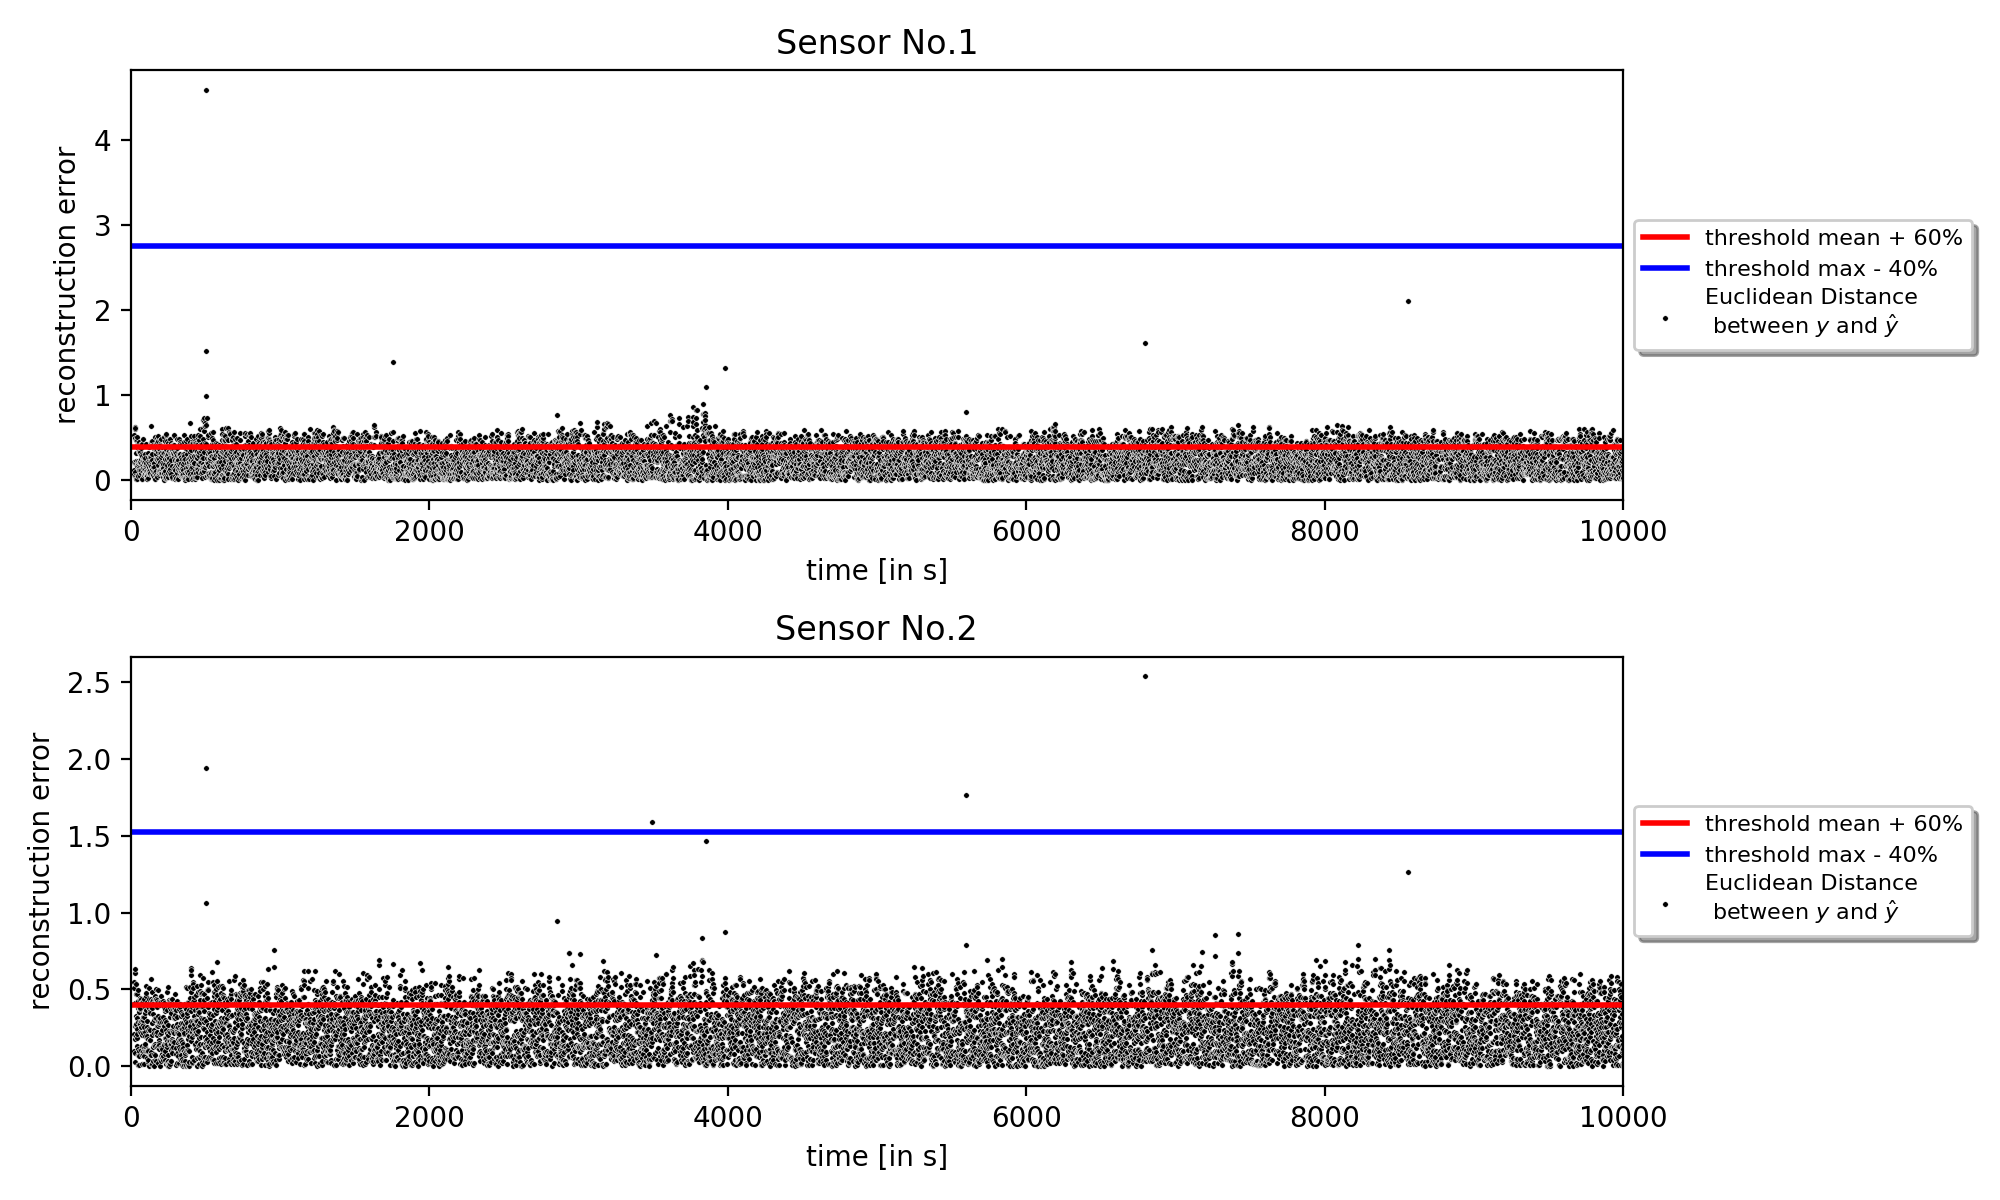 Sensor No.1
4
3
2
1
0
reconstruction error
0 2000 4000 6000 8000 10000
time [in s]
threshold mean + 60%
threshold max - 40%
Euclidean Distance
between y and ŷ
Sensor No.2
2.5
2.0
1.5
1.0
0.5
0.0
reconstruction error
0 2000 4000 6000 8000 10000
time [in s]
threshold mean + 60%
threshold max - 40%
Euclidean Distance
between y and ŷ